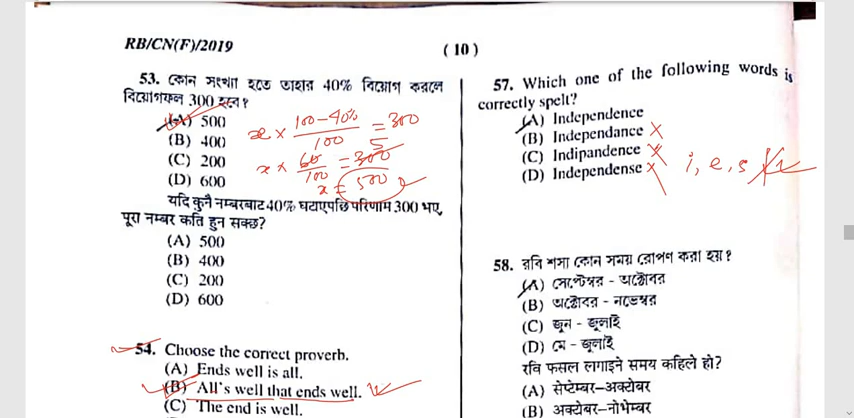 RB/CN(F)/2019
( 10 )
53. কোন সংখ্যা হতে তাহার 40% বিয়োগ করলে
বিয়োগফল 300 হবে?
(A) 500
(B) 400
(C) 200
(D) 600
x × 100-40% / 100 = 300
x × 60 / 100 = 300 5
x = 500
यदि कुनै नम्बरबाट 40% घटाएपछि परिणाम 300 भए,
पूरा नम्बर कति हुन सक्छ?
(A) 500
(B) 400
(C) 200
(D) 600
54. Choose the correct proverb.
(A) Ends well is all.
(B) All's well that ends well.
(C) The end is well.
57. Which one of the following words is
correctly spelt?
(A) Independence
(B) Independance
(C) Indipandence
(D) Independense
i, e, s
58. রবি শস্য কোন সময় রোপণ করা হয়?
(A) সেপ্টেম্বর - অক্টোবর
(B) অক্টোবর - নভেম্বর
(C) জুন - জুলাই
(D) মে - জুলাই
रवि फसल लगाइने समय कहिले हो?
(A) सेप्टेम्बर–अक्टोबर
(B) अक्टोबर–नोभेम्बर